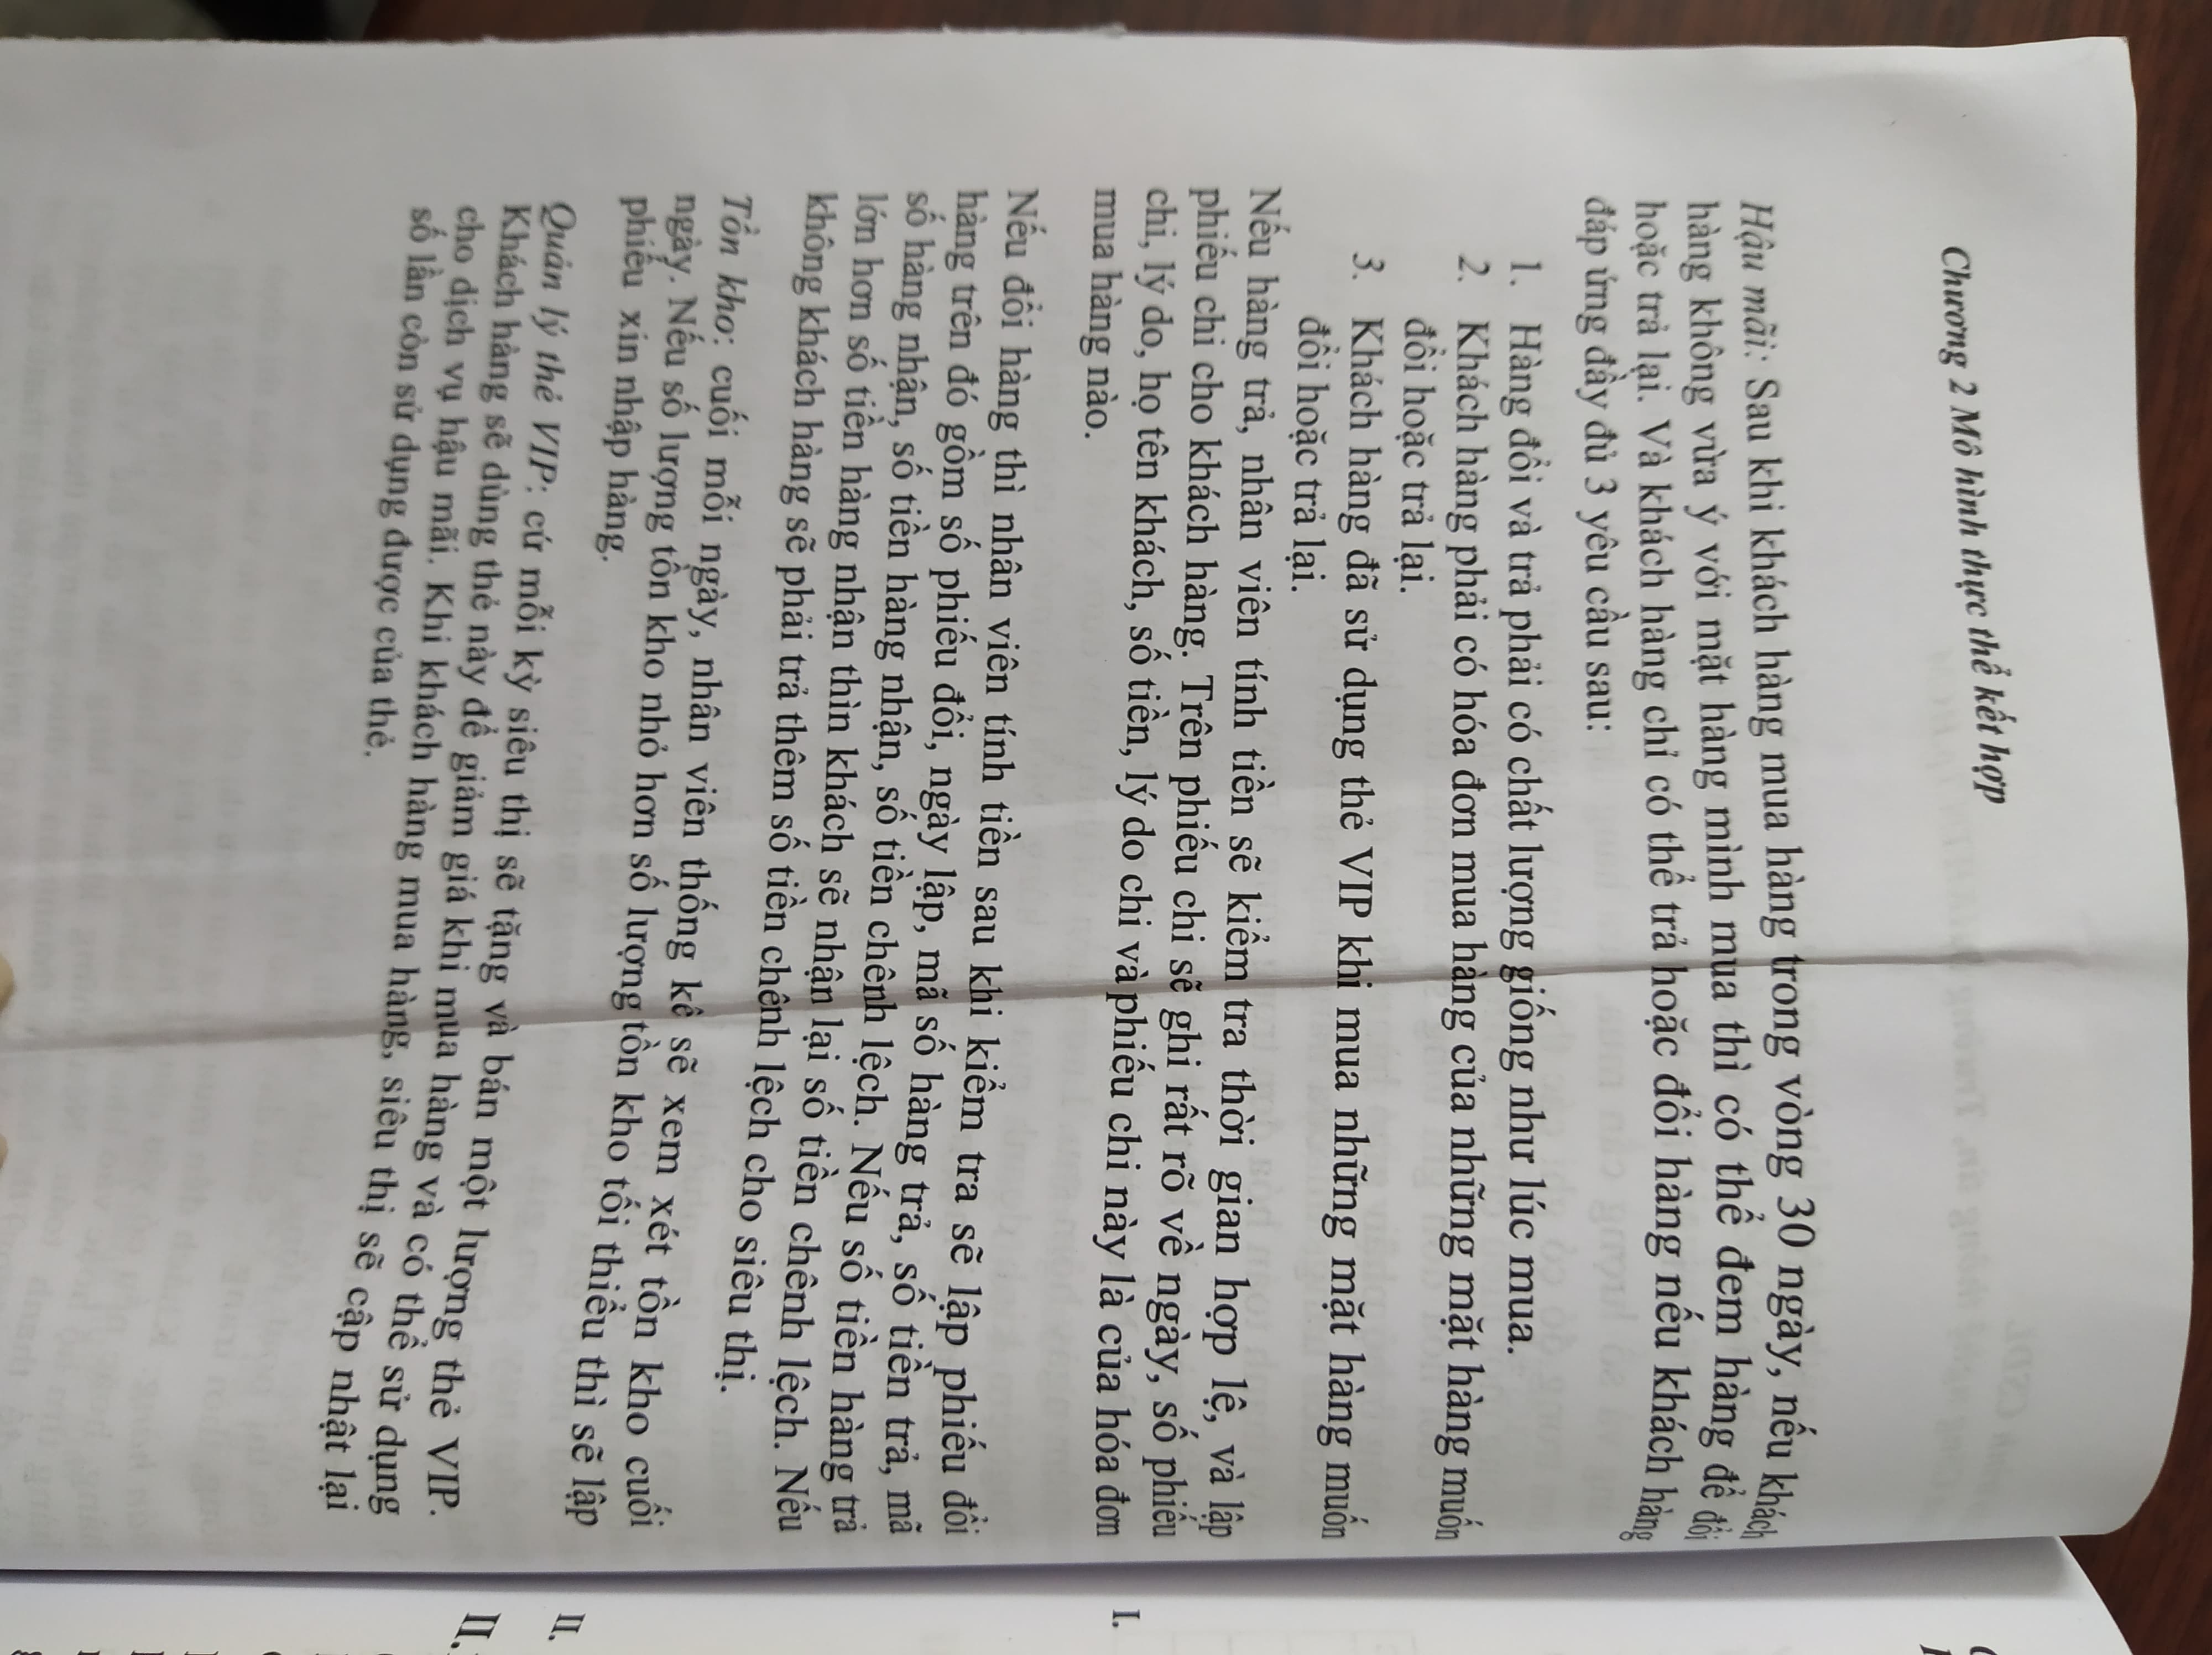 Chương 2 Mô hình thực thể kết hợp
Hậu mãi: Sau khi khách hàng mua hàng trong vòng 30 ngày, nếu khách
hàng không vừa ý với mặt hàng mình mua thì có thể đem hàng để đổi
hoặc trả lại. Và khách hàng chỉ có thể trả hoặc đổi hàng nếu khách hàng
đáp ứng đầy đủ 3 yêu cầu sau:
1. Hàng đổi và trả phải có chất lượng giống như lúc mua.
2. Khách hàng phải có hóa đơn mua hàng của những mặt hàng muốn
đổi hoặc trả lại.
3. Khách hàng đã sử dụng thẻ VIP khi mua những mặt hàng muốn
đổi hoặc trả lại.
Nếu hàng trả, nhân viên tính tiền sẽ kiểm tra thời gian hợp lệ, và lập
phiếu chi cho khách hàng. Trên phiếu chi sẽ ghi rất rõ về ngày, số phiếu
chi, lý do, họ tên khách, số tiền, lý do chi và phiếu chi này là của hóa đơn
mua hàng nào.
Nếu đổi hàng thì nhân viên tính tiền sau khi kiểm tra sẽ lập phiếu đổi
hàng trên đó gồm số phiếu đổi, ngày lập, mã số hàng trả, số tiền trả, mã
số hàng nhận, số tiền hàng nhận, số tiền chênh lệch. Nếu số tiền hàng trả
lớn hơn số tiền hàng nhận thìn khách sẽ nhận lại số tiền chênh lệch. Nếu
không khách hàng sẽ phải trả thêm số tiền chênh lệch cho siêu thị.
Tồn kho: cuối mỗi ngày, nhân viên thống kê sẽ xem xét tồn kho cuối
ngày. Nếu số lượng tồn kho nhỏ hơn số lượng tồn kho tối thiểu thì sẽ lập
phiếu xin nhập hàng.
Quản lý thẻ VIP: cứ mỗi kỳ siêu thị sẽ tặng và bán một lượng thẻ VIP.
Khách hàng sẽ dùng thẻ này để giảm giá khi mua hàng và có thể sử dụng
cho dịch vụ hậu mãi. Khi khách hàng mua hàng, siêu thị sẽ cập nhật lại
số lần còn sử dụng được của thẻ.
I.
II.
II.